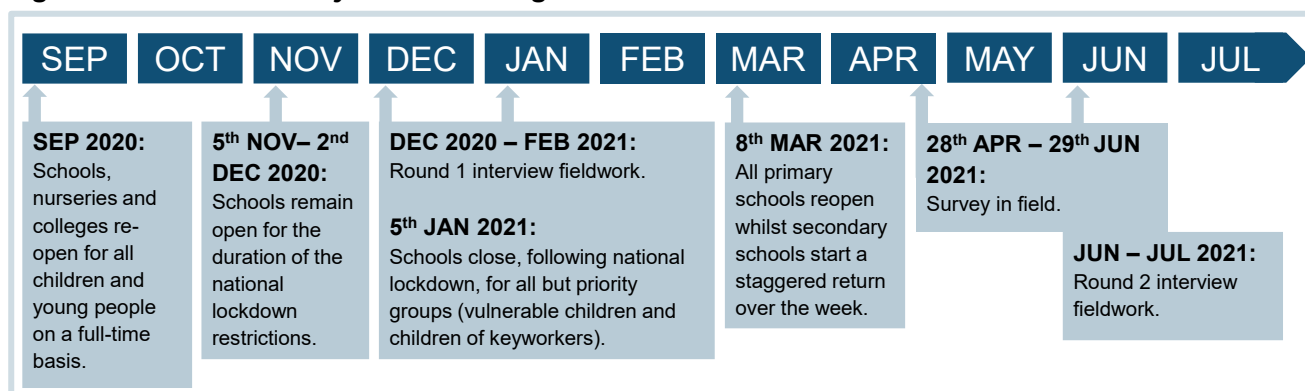 SEP OCT NOV DEC JAN FEB MAR APR MAY JUN JUL
SEP 2020:
Schools,
nurseries and
colleges re-
open for all
children and
young people
on a full-time
basis.
5th NOV– 2nd
DEC 2020:
Schools remain
open for the
duration of the
national
lockdown
restrictions.
DEC 2020 – FEB 2021:
Round 1 interview fieldwork.
5th JAN 2021:
Schools close, following national
lockdown, for all but priority
groups (vulnerable children and
children of keyworkers).
8th MAR 2021:
All primary
schools reopen
whilst secondary
schools start a
staggered return
over the week.
28th APR – 29th JUN
2021:
Survey in field.
JUN – JUL 2021:
Round 2 interview
fieldwork.